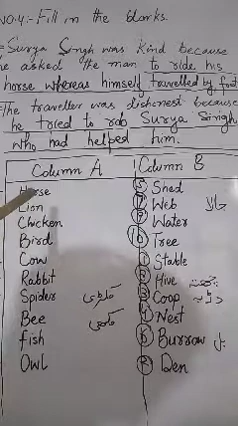 No.4:- Fill in the blanks.
Surya Singh was kind because
he asked the man to ride his
horse whereas himself travelled by foot
The traveller was dishonest because
he tried to rob Surya Singh
who had helped him.
Column A Column B
Horse Shed
Lion Web جالا
Chicken Water
Bird Tree
Cow Stable
Rabbit Hive
Spider Coop
Bee Nest
fish Burrow بل
Owl Den